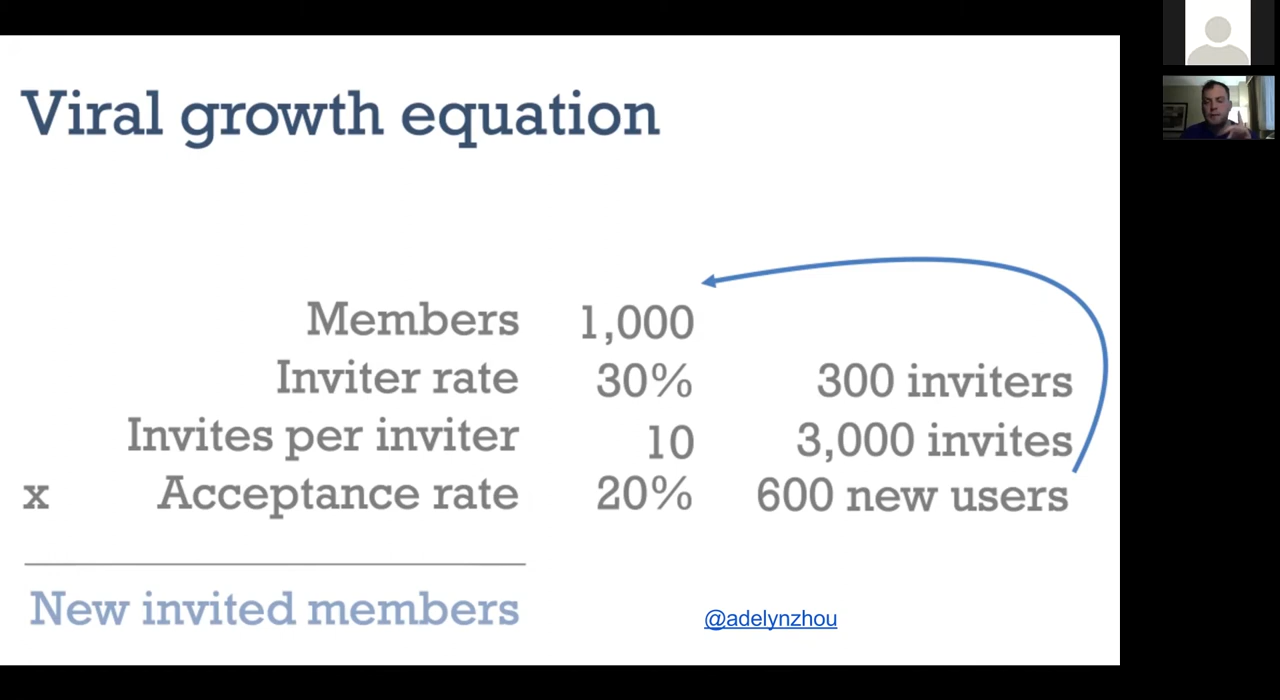 Viral growth equation
Members 1,000
Inviter rate 30% 300 inviters
Invites per inviter 10 3,000 invites
x Acceptance rate 20% 600 new users
New invited members
@adelynzhou